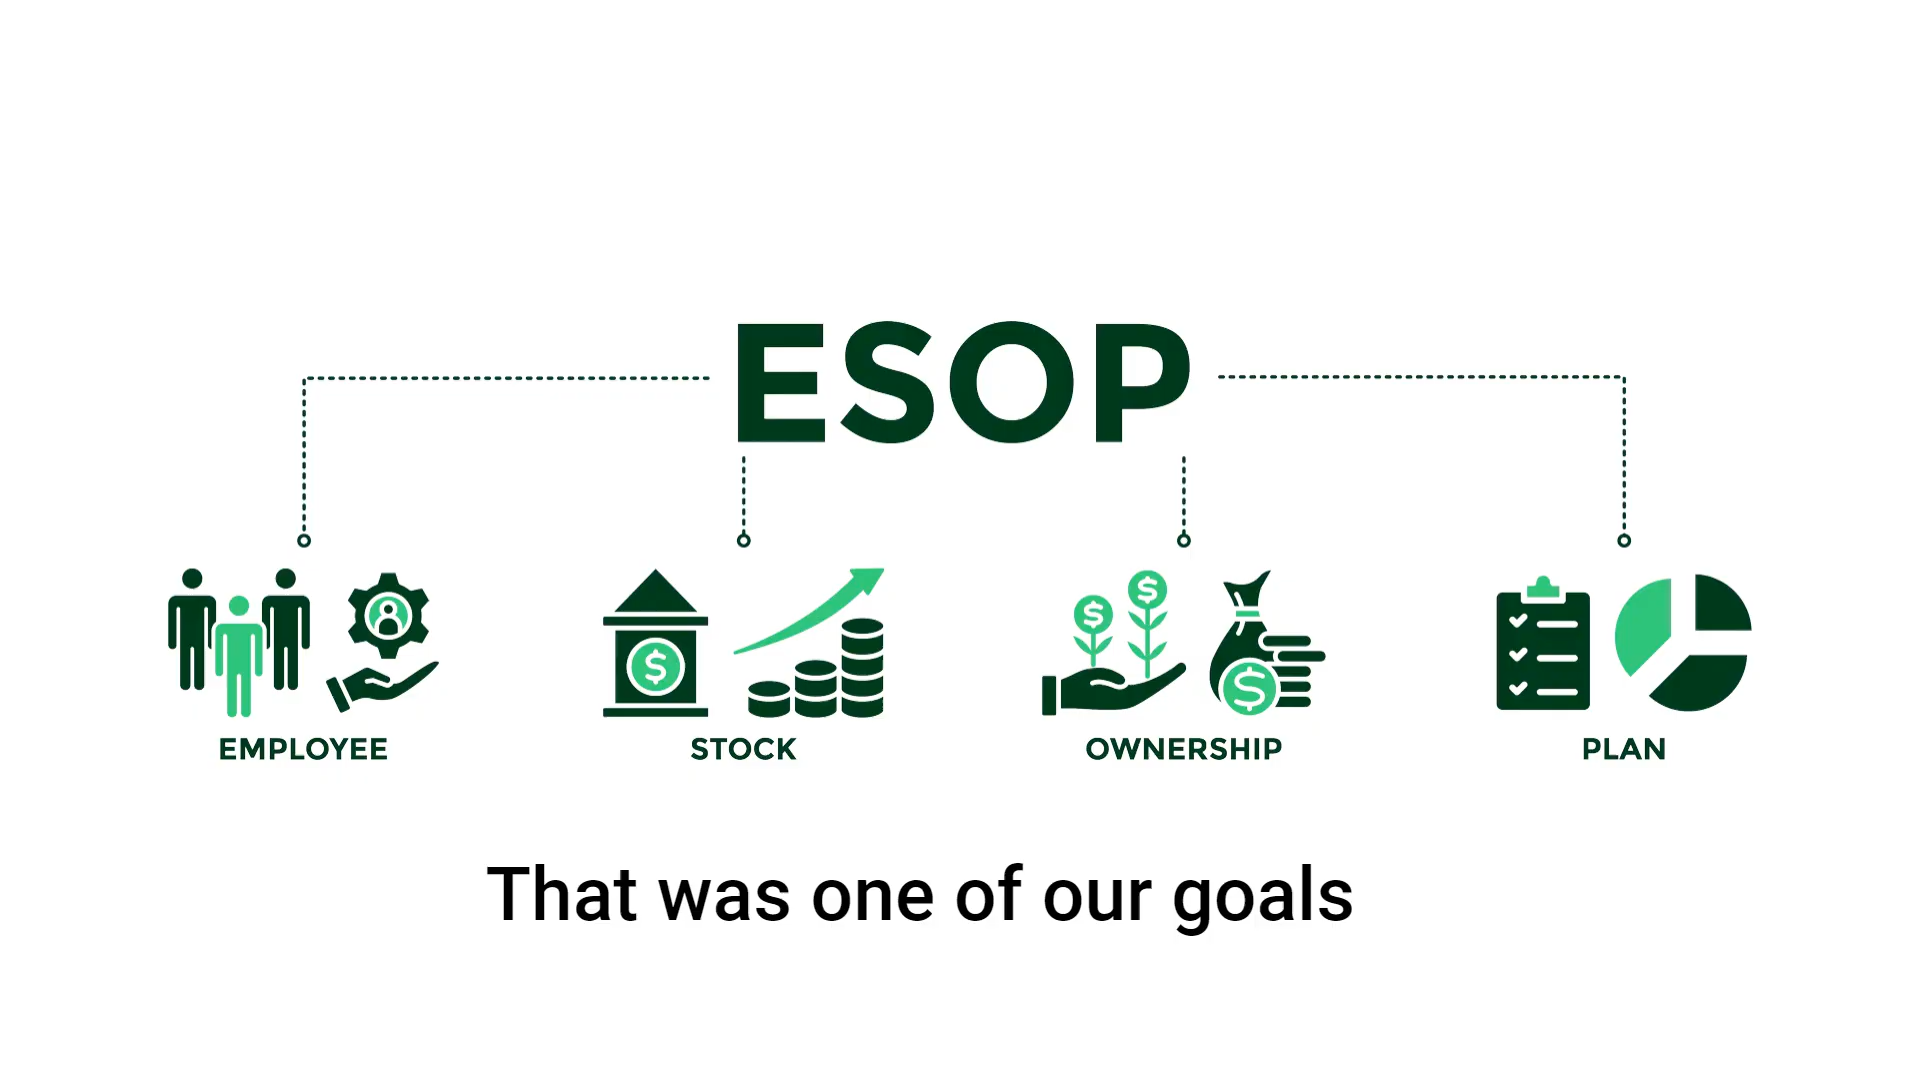 ESOP
EMPLOYEE
STOCK
OWNERSHIP
PLAN
That was one of our goals